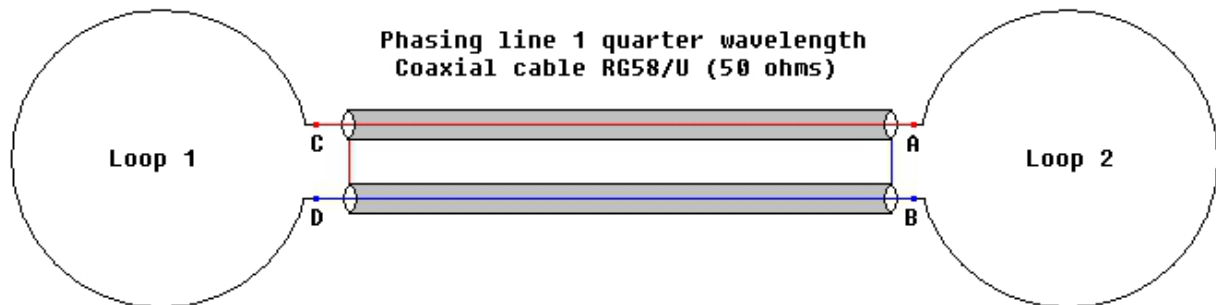 Phasing line 1 quarter wavelength
Coaxial cable RG58/U (50 ohms)
C
A
Loop 1
Loop 2
D
B